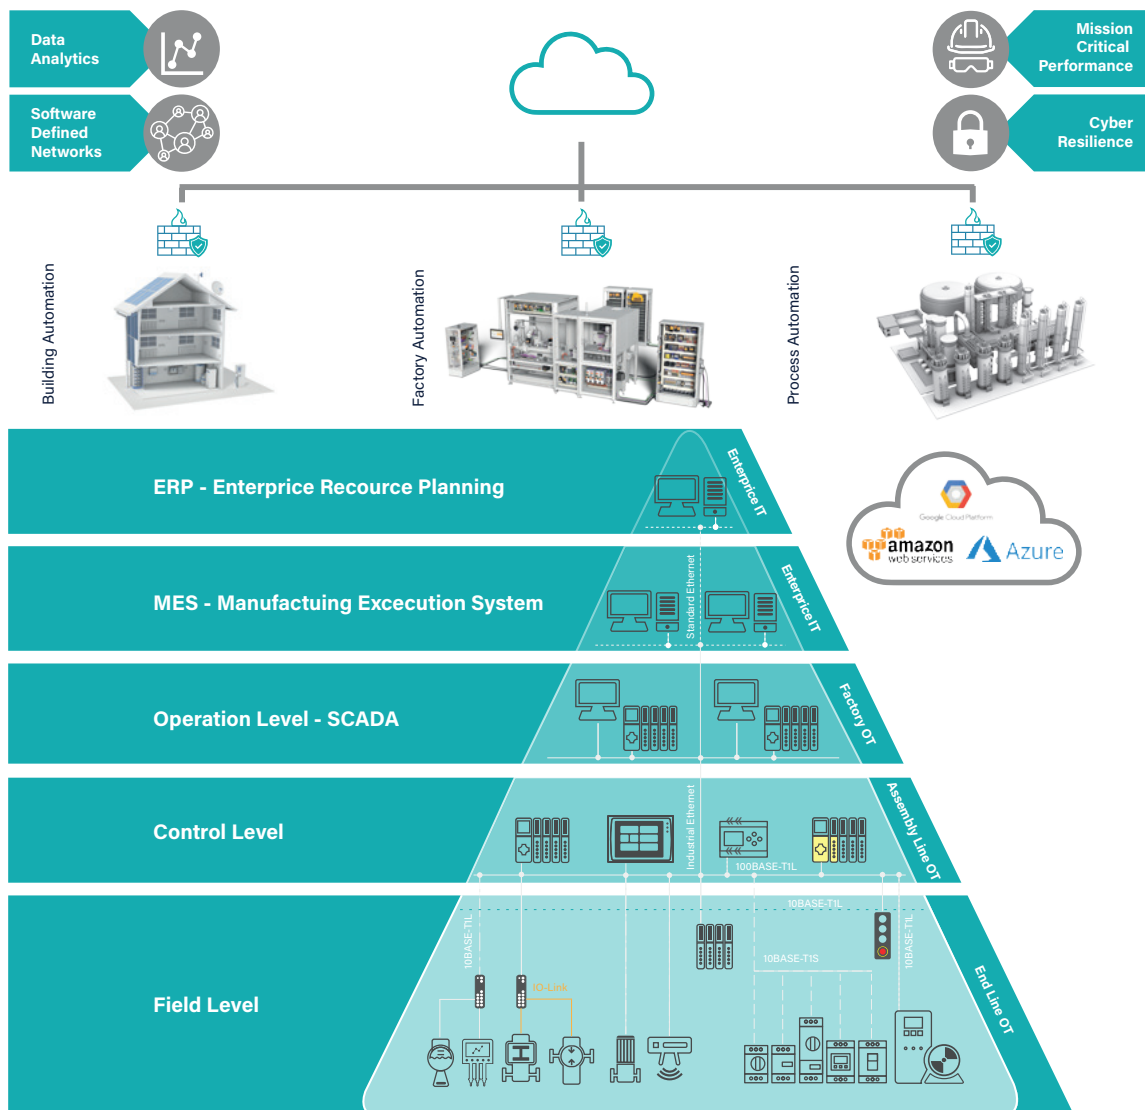 Data
Analytics
Software
Defined
Networks
Mission
Critical
Performance
Cyber
Resilience
Building Automation
Factory Automation
Process Automation
ERP - Enterprice Recource Planning
Enterprice IT
Google Cloud Platform
amazon
web services
Azure
MES - Manufactuing Excecution System
Standard Ethernet
Enterprice IT
Operation Level - SCADA
Factory OT
Control Level
Industrial Ethernet
100BASE-T1L
Assembly Line OT
Field Level
10BASE-T1L
10BASE-T1L
10BASE-T1S
10BASE-T1L
IO-Link
End Line OT